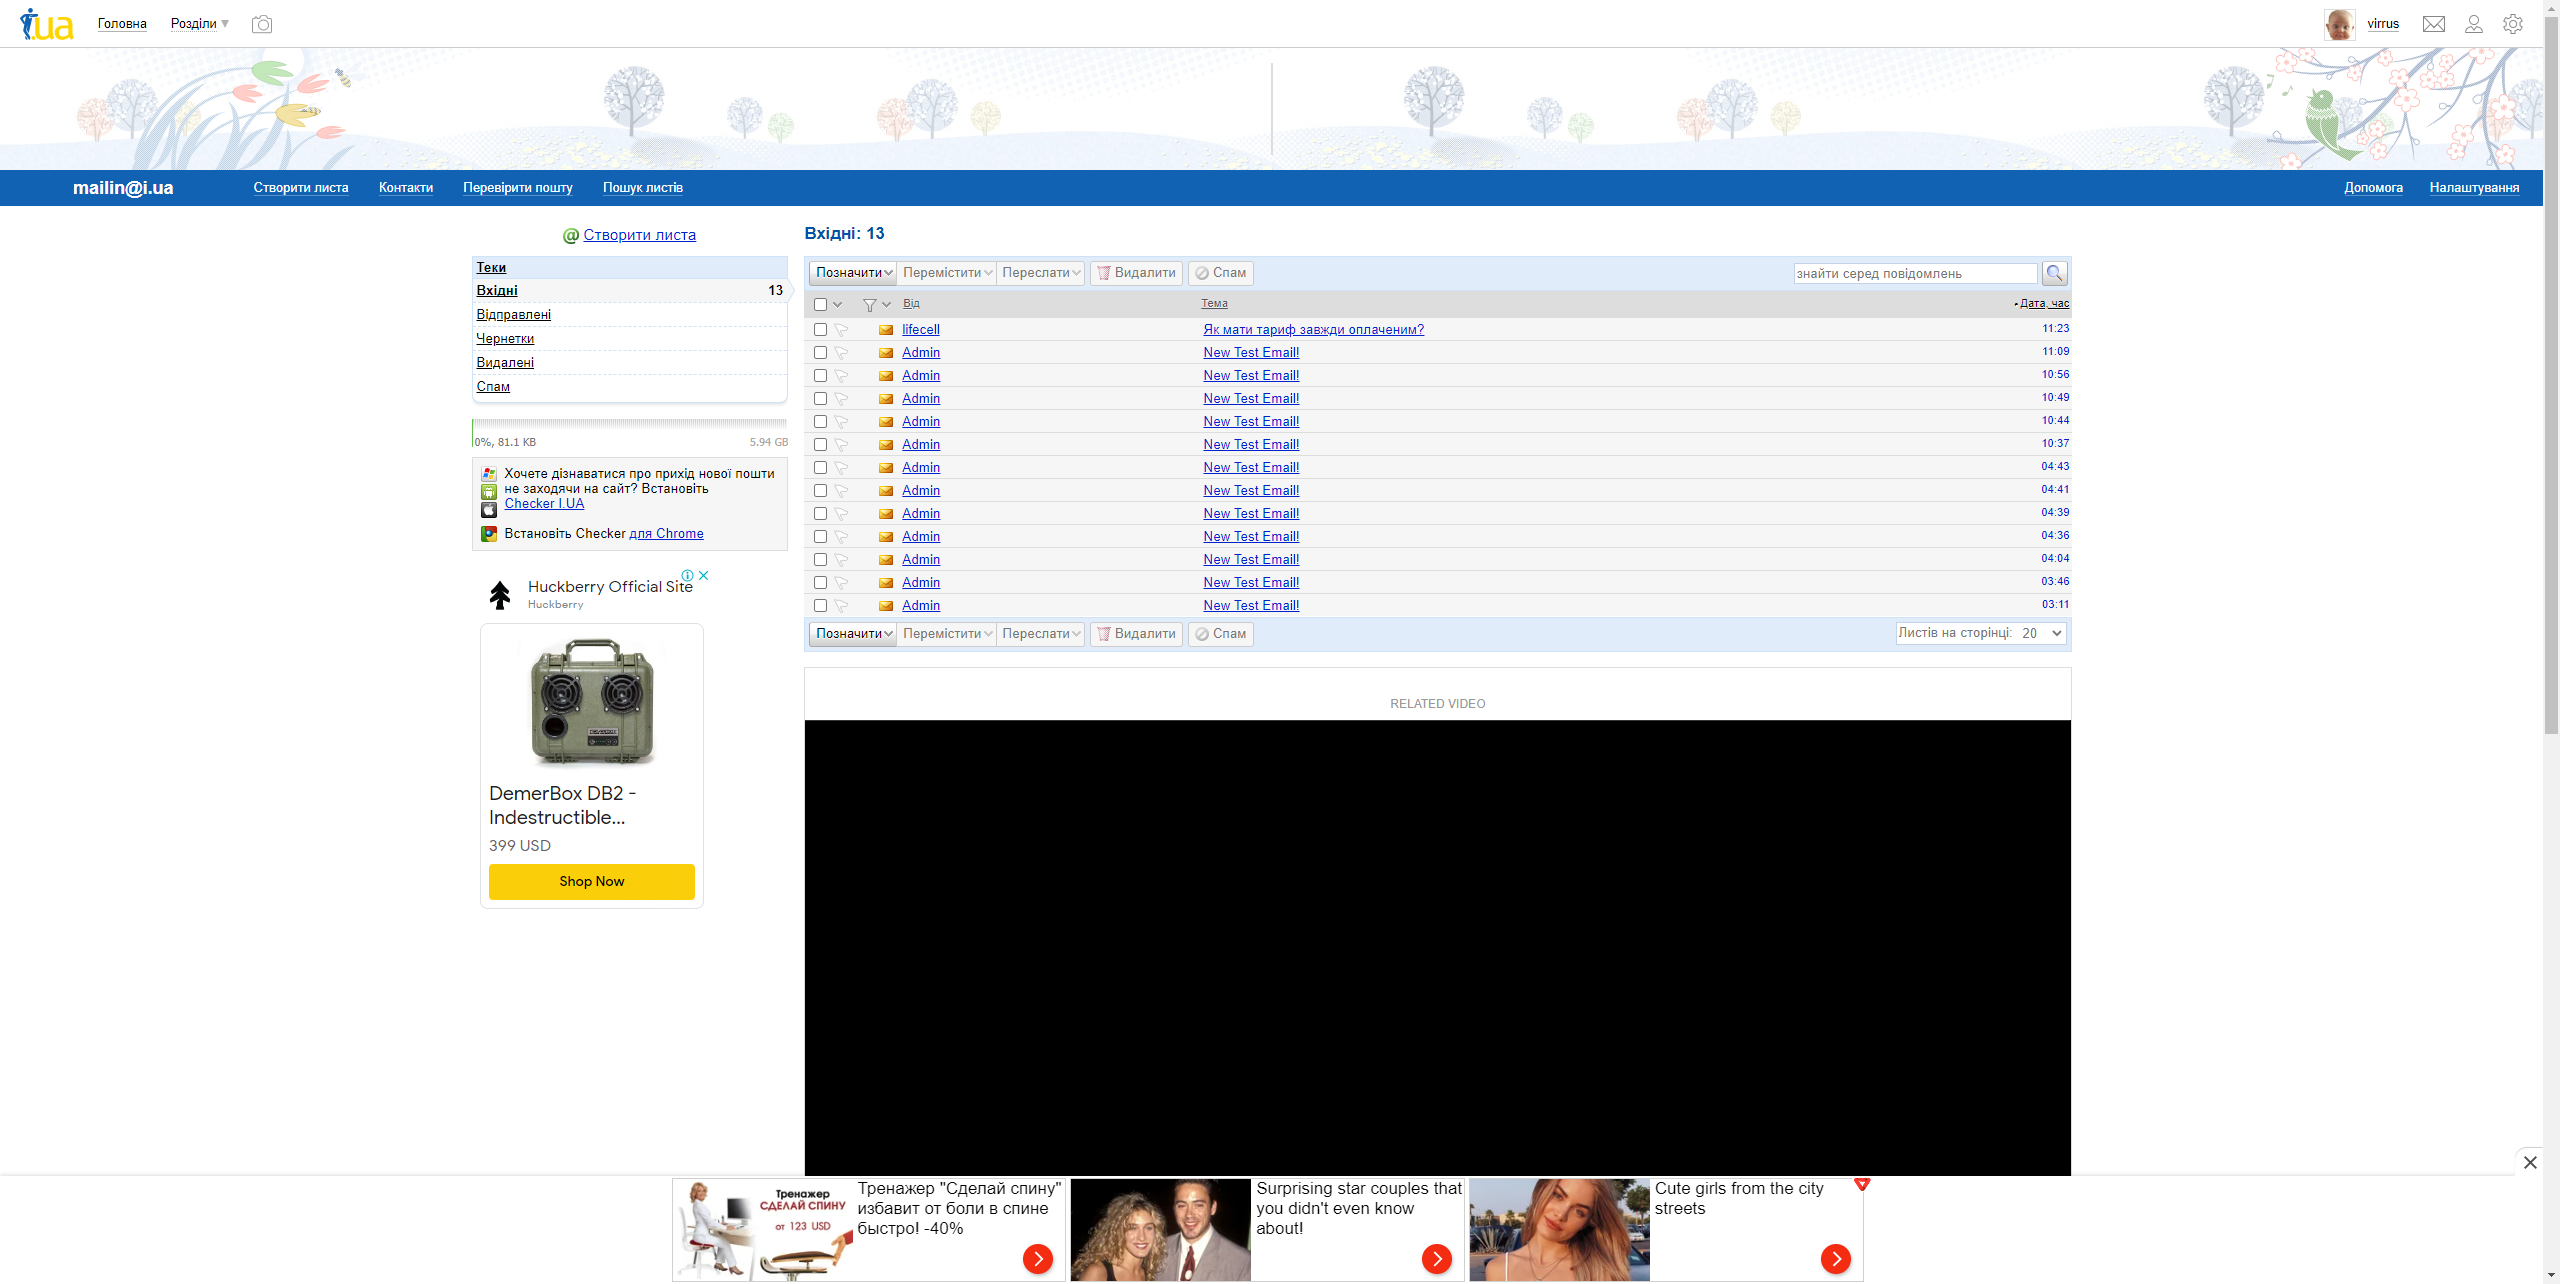 i.ua Головна Розділи virrus
mailin@i.ua Створити листа Контакти Перевірити пошту Пошук листів Допомога Налаштування
@ Створити листа
Теки
Вхідні 13
Відправлені
Чернетки
Видалені
Спам
0%, 81.1 KB 5.94 GB
Хочете дізнаватися про прихід нової пошти
не заходячи на сайт? Встановіть
Checker I.UA
Встановіть Checker для Chrome
Huckberry Official Site
Huckberry
DemerBox DB2 -
Indestructible...
399 USD
Shop Now
Вхідні: 13
Позначити Перемістити Переслати Видалити Спам знайти серед повідомлень
Від Тема Дата, час
lifecell Як мати тариф завжди оплаченим? 11:23
Admin New Test Email! 11:09
Admin New Test Email! 10:56
Admin New Test Email! 10:49
Admin New Test Email! 10:44
Admin New Test Email! 10:37
Admin New Test Email! 04:43
Admin New Test Email! 04:41
Admin New Test Email! 04:39
Admin New Test Email! 04:36
Admin New Test Email! 04:04
Admin New Test Email! 03:46
Admin New Test Email! 03:11
Позначити Перемістити Переслати Видалити Спам Листів на сторінці: 20
RELATED VIDEO
Тренажер
СДЕЛАЙ СПИНУ
от 123 USD
Тренажер "Сделай спину"
избавит от боли в спине
быстро! -40%
Surprising star couples that
you didn't even know
about!
Cute girls from the city
streets